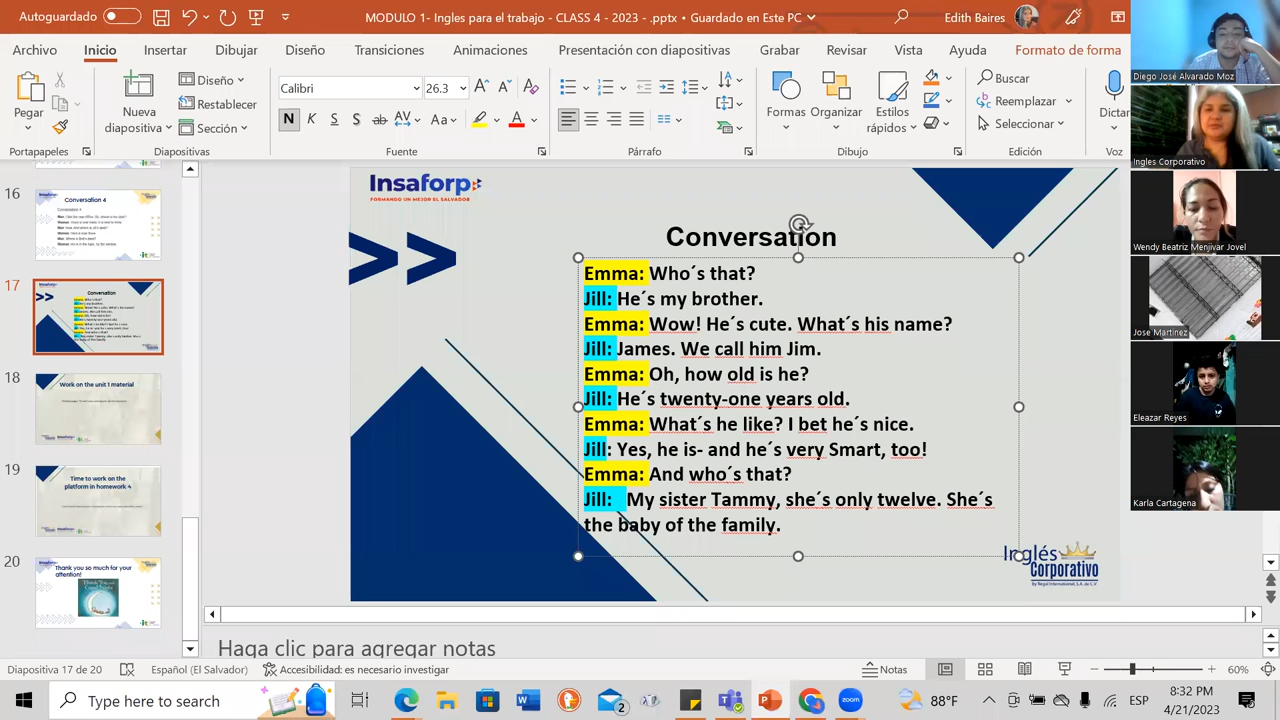 Autoguardado
MODULO 1- Ingles para el trabajo - CLASS 4 - 2023 - .pptx • Guardado en Este PC
Edith Baires
Archivo Inicio Insertar Dibujar Diseño Transiciones Animaciones Presentación con diapositivas Grabar Revisar Vista Ayuda Formato de forma
Pegar
Nueva diapositiva
Diseño
Restablecer
Sección
Calibri 26.3
Formas
Organizar
Estilos rápidos
Buscar
Reemplazar
Seleccionar
Dictar
Portapapeles Diapositivas Fuente Párrafo Dibujo Edición Voz
Diego José Alvarado Moz
Ingles Corporativo
Wendy Beatriz Menjivar Jovel
Jose Martinez
Eleazar Reyes
Karla Cartagena
16
Conversation 4
17
Conversation
18
Work on the unit 1 material
19
Time to work on the
platform in homework 4
20
Thank you so much for your
attention!
Insaforp
FORMANDO UN MEJOR EL SALVADOR
>>
Conversation
Emma: Who´s that?
Jill: He´s my brother.
Emma: Wow! He´s cute. What´s his name?
Jill: James. We call him Jim.
Emma: Oh, how old is he?
Jill: He´s twenty-one years old.
Emma: What´s he like? I bet he´s nice.
Jill: Yes, he is- and he´s very Smart, too!
Emma: And who´s that?
Jill: My sister Tammy, she´s only twelve. She´s
the baby of the family.
Inglés
Corporativo
Haga clic para agregar notas
Diapositiva 17 de 20 Español (El Salvador) Accesibilidad: es necesario investigar Notas 60%
Type here to search
2
zoom
88°F
ESP
8:32 PM
4/21/2023